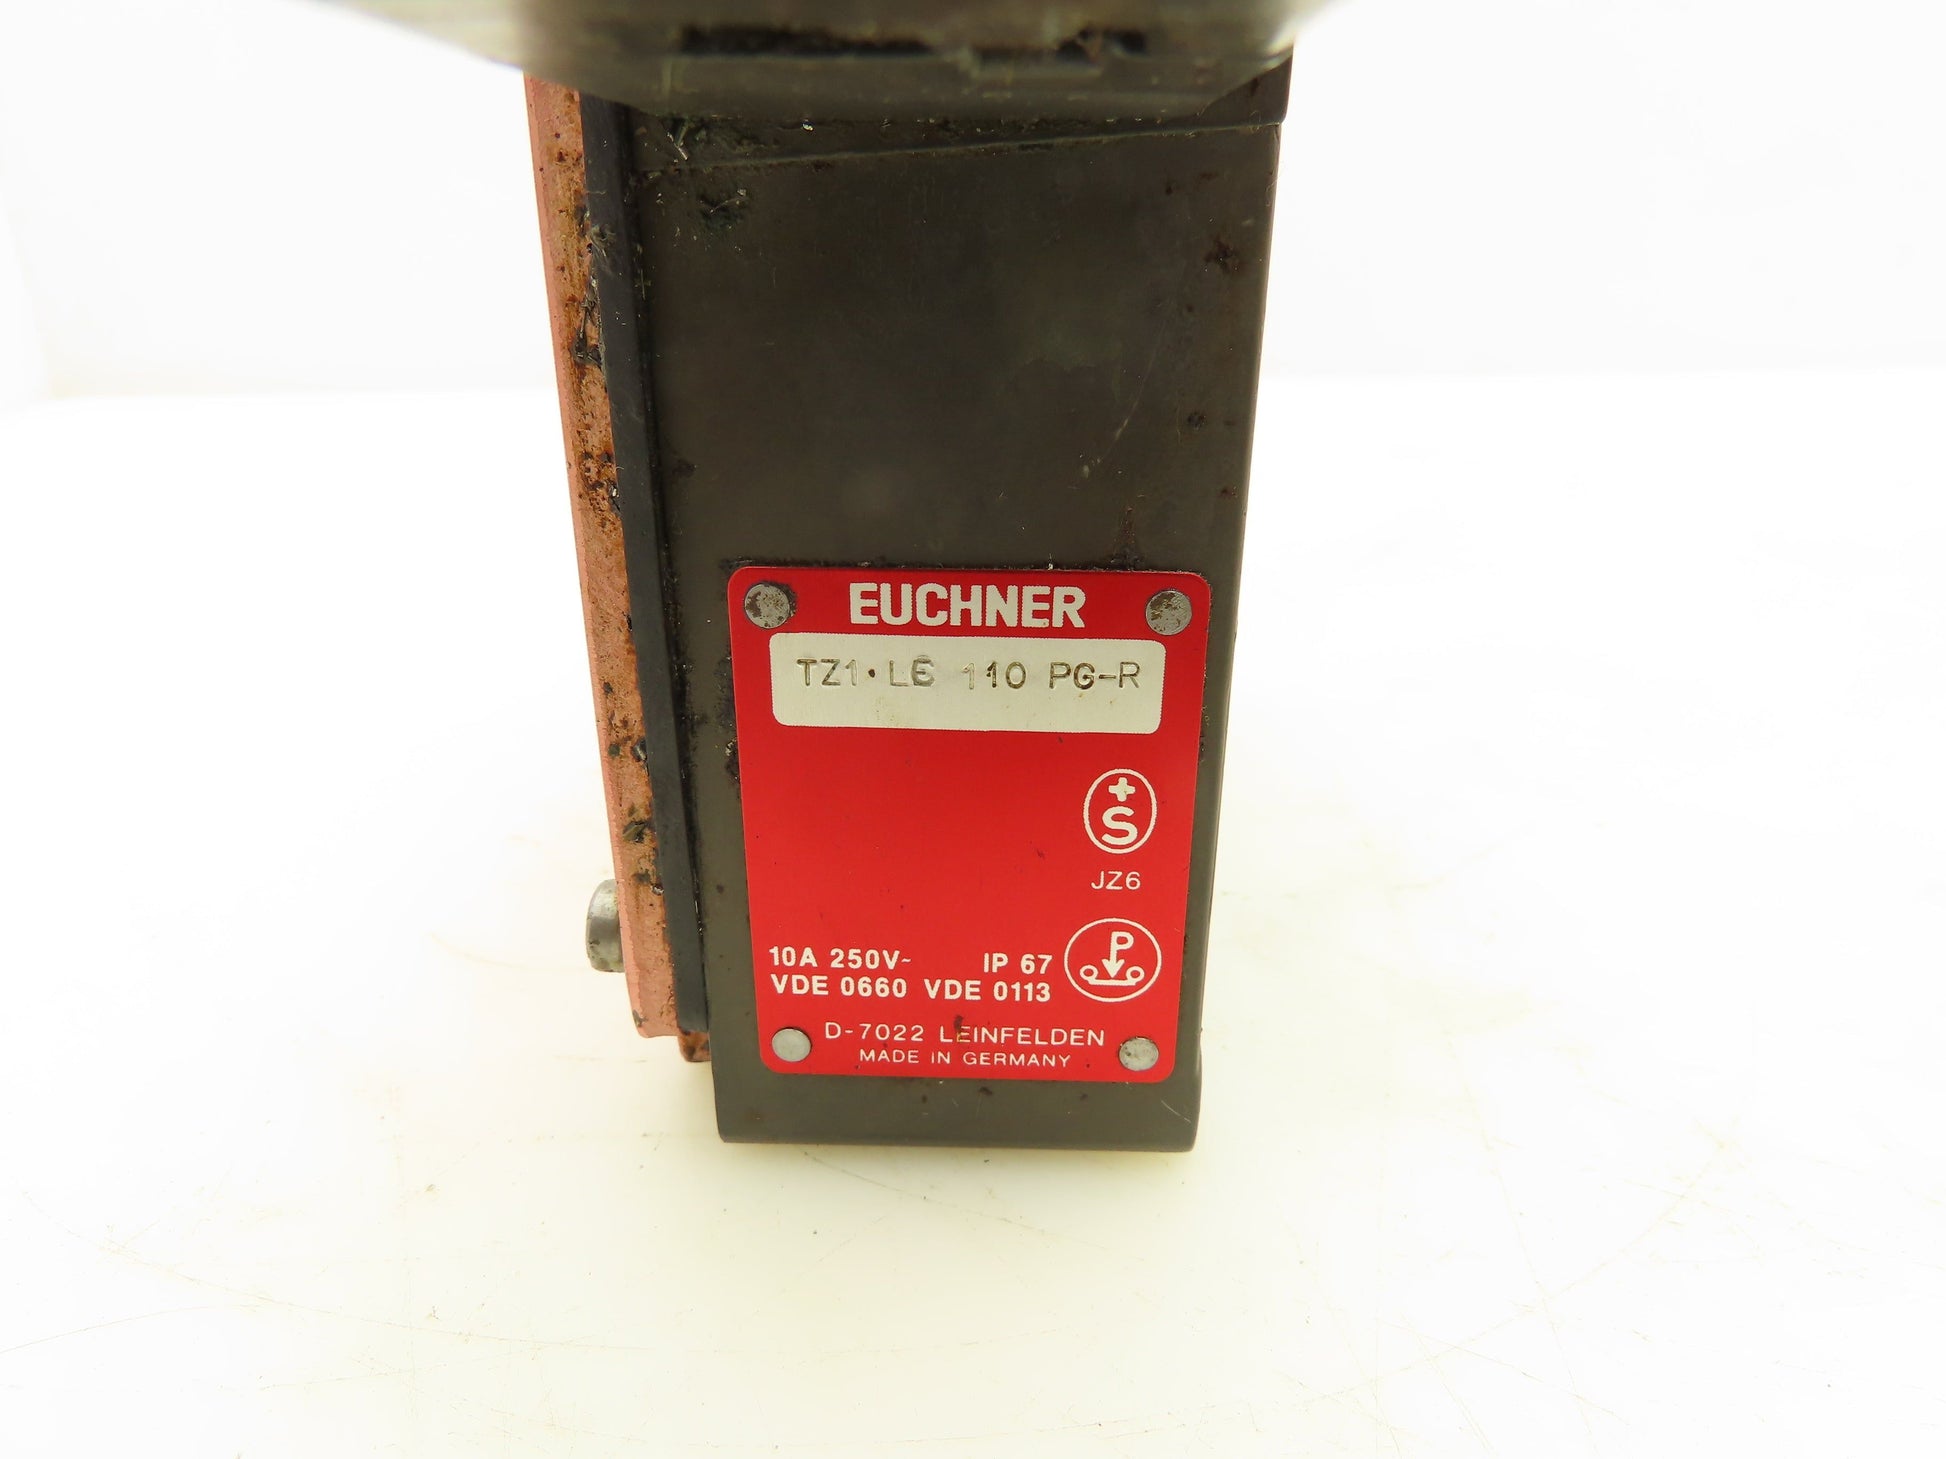 EUCHNER
TZ1·LE 110 PG-R
+
S
JZ6
P
10A 250V~ IP 67
VDE 0660 VDE 0113
D-7022 LEINFELDEN
MADE IN GERMANY